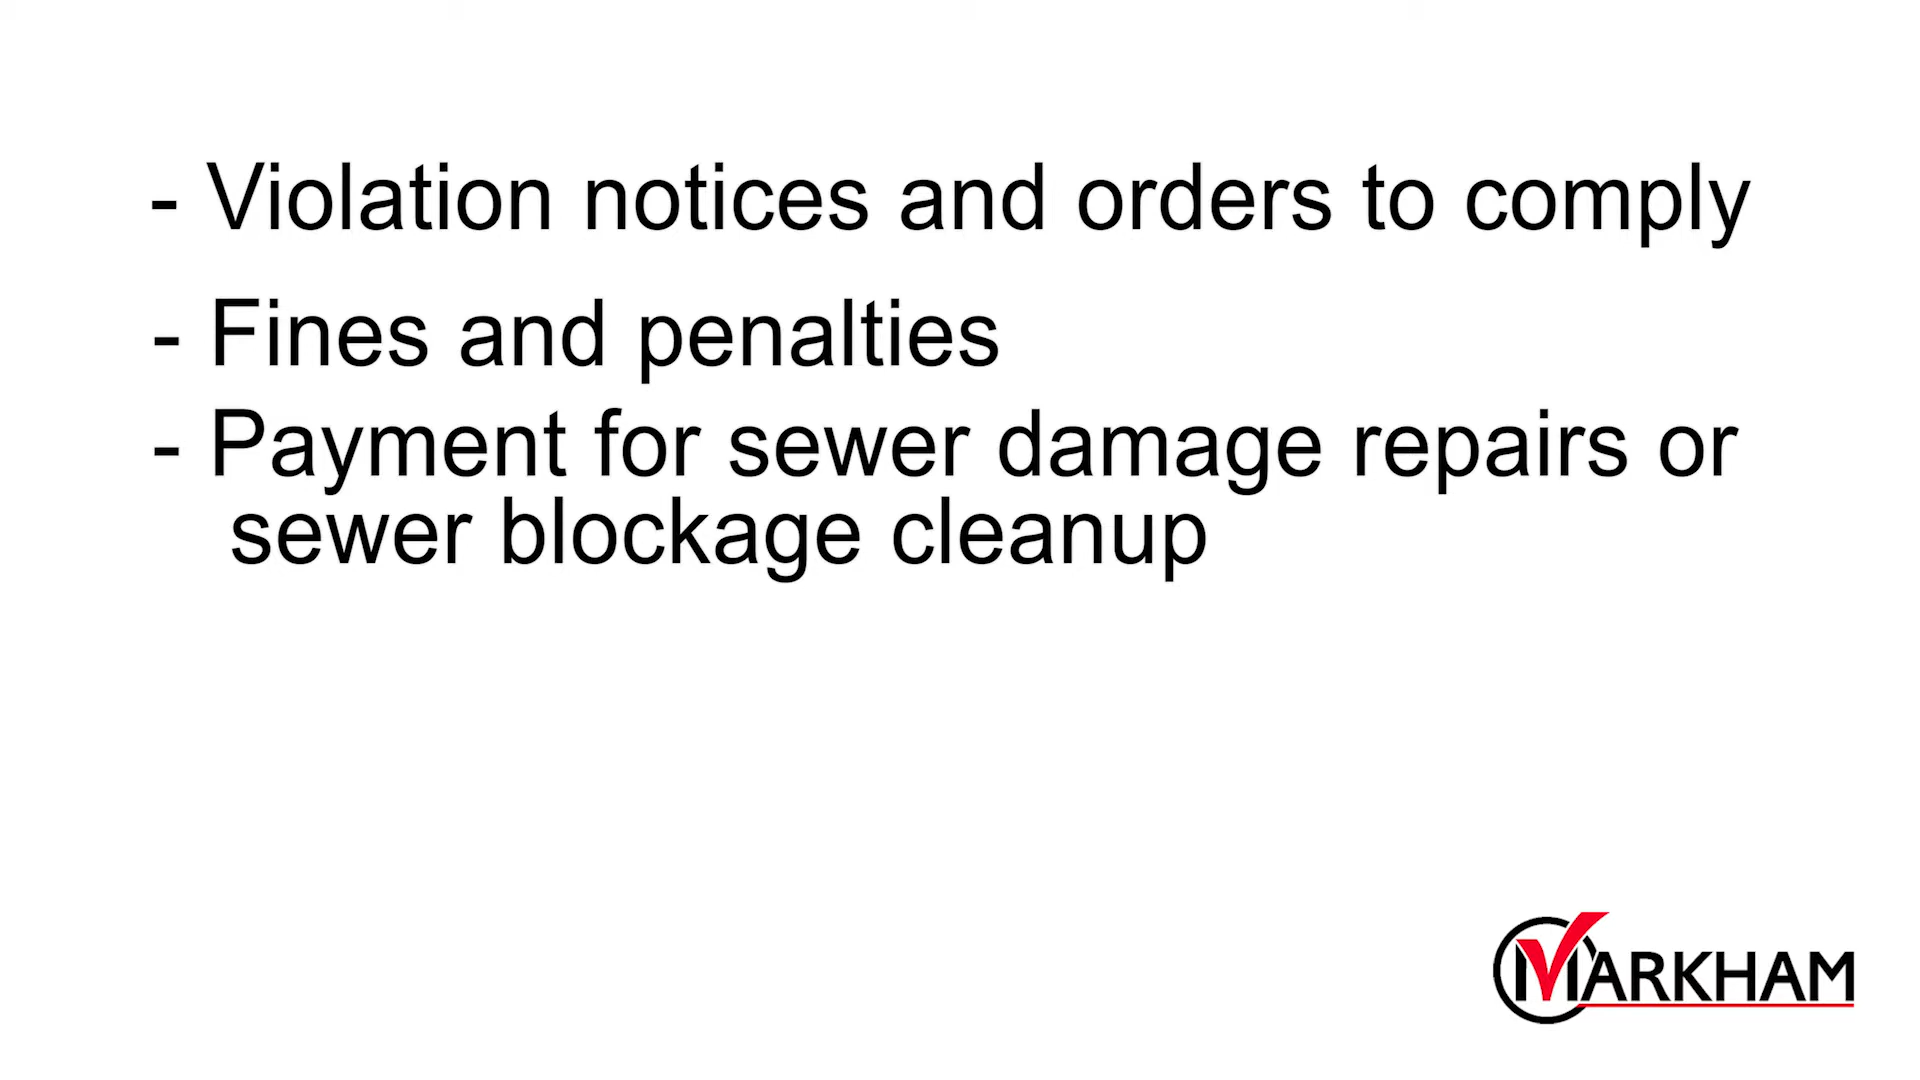 - Violation notices and orders to comply
- Fines and penalties
- Payment for sewer damage repairs or
sewer blockage cleanup
MARKHAM